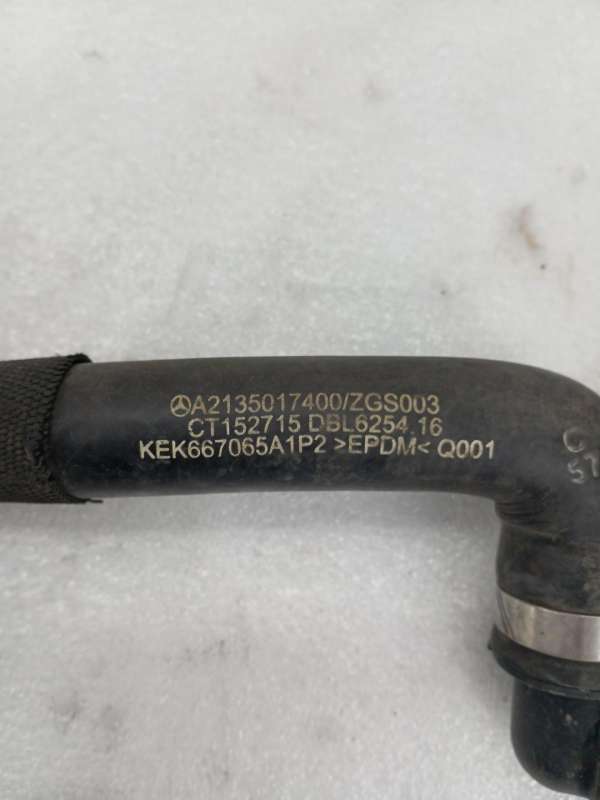 A2135017400/ZGS003
CT152715 DBL6254.16
KEK667065A1P2 >EPDM< Q001